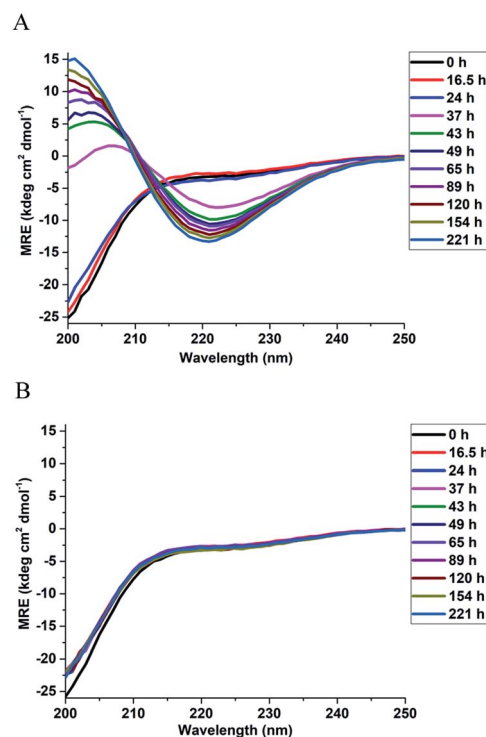 A
MRE (kdeg cm² dmol⁻¹)
15
10
5
0
-5
-10
-15
-20
-25
200 210 220 230 240 250
Wavelength (nm)
0 h
16.5 h
24 h
37 h
43 h
49 h
65 h
89 h
120 h
154 h
221 h
B
MRE (kdeg cm² dmol⁻¹)
15
10
5
0
-5
-10
-15
-20
-25
200 210 220 230 240 250
Wavelength (nm)
0 h
16.5 h
24 h
37 h
43 h
49 h
65 h
89 h
120 h
154 h
221 h